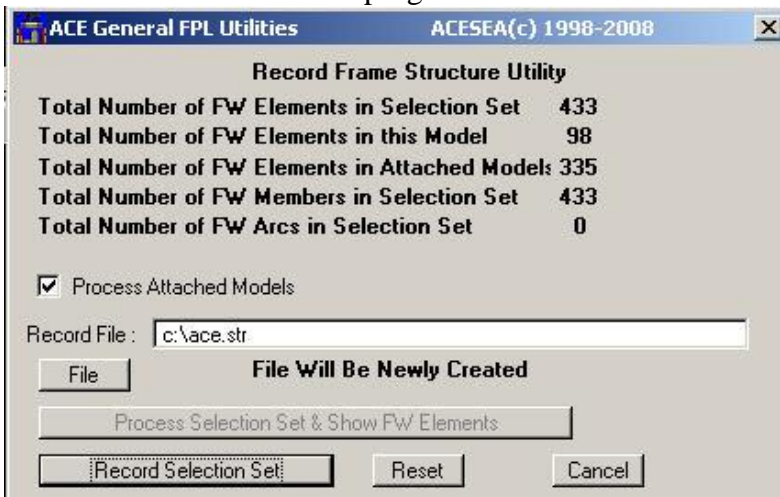 ACE General FPL Utilities ACESEA(c) 1998-2008
Record Frame Structure Utility
Total Number of FW Elements in Selection Set 433
Total Number of FW Elements in this Model 98
Total Number of FW Elements in Attached Models 335
Total Number of FW Members in Selection Set 433
Total Number of FW Arcs in Selection Set 0
Process Attached Models
Record File : c:\ace.str
File File Will Be Newly Created
Process Selection Set & Show FW Elements
Record Selection Set Reset Cancel